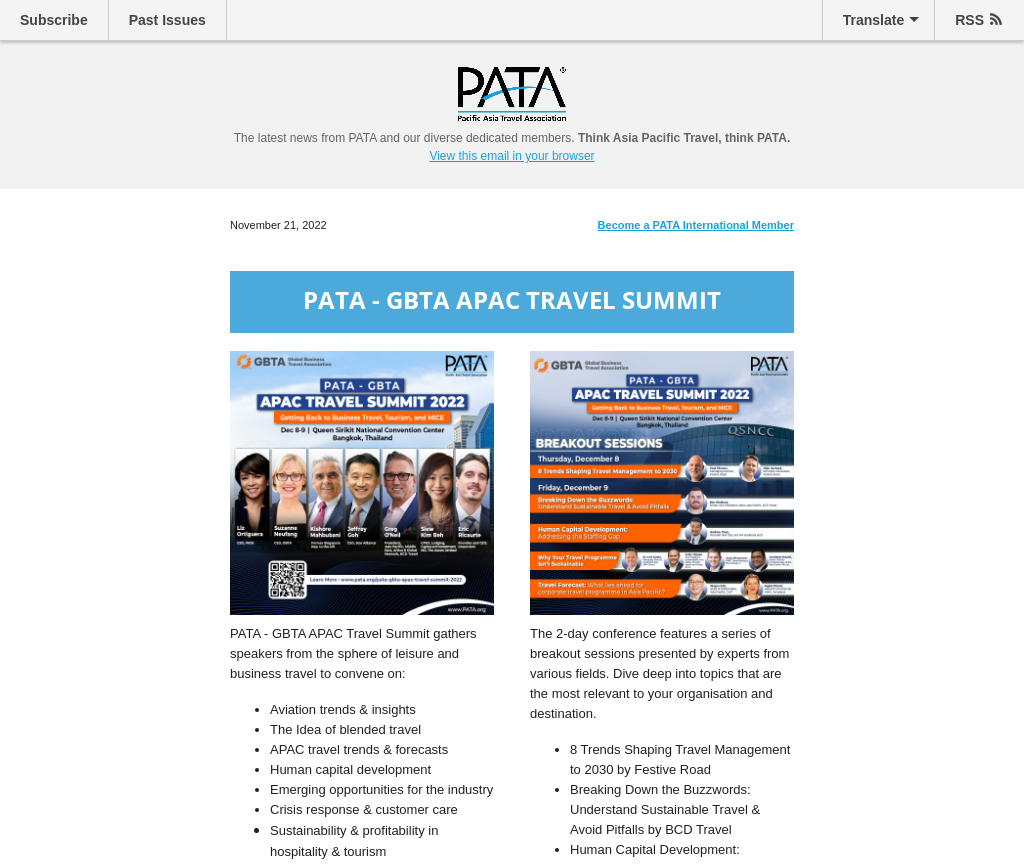 Subscribe
Past Issues
Translate
RSS
PATA
®
Pacific Asia Travel Association
The latest news from PATA and our diverse dedicated members. Think Asia Pacific Travel, think PATA.
View this email in your browser
November 21, 2022
Become a PATA International Member
PATA - GBTA APAC TRAVEL SUMMIT
GBTA Global Business Travel Association
PATA
PATA - GBTA
APAC TRAVEL SUMMIT 2022
Getting Back to Business Travel, Tourism, and MICE
Dec 8-9 | Queen Sirikit National Convention Center
Bangkok, Thailand
Liz Ortiguera
Suzanne Neufang
Kishore Mahbubani
Jeffrey Goh
Greg O'Neil
Siew Kim Beh
Eric Ricaurte
Learn More : www.pata.org/pata-gbta-apac-travel-summit-2022
www.PATA.org
PATA - GBTA APAC Travel Summit gathers
speakers from the sphere of leisure and
business travel to convene on:
Aviation trends & insights
The Idea of blended travel
APAC travel trends & forecasts
Human capital development
Emerging opportunities for the industry
Crisis response & customer care
Sustainability & profitability in
hospitality & tourism
GBTA Global Business Travel Association
PATA
PATA - GBTA
APAC TRAVEL SUMMIT 2022
Getting Back to Business Travel, Tourism, and MICE
Dec 8-9 | Queen Sirikit National Convention Center
Bangkok, Thailand
QSNCC
BREAKOUT SESSIONS
Thursday, December 8
8 Trends Shaping Travel Management to 2030
Friday, December 9
Breaking Down the Buzzwords:
Understand Sustainable Travel & Avoid Pitfalls
Human Capital Development:
Addressing the Staffing Gap
Why Your Travel Programme
Isn't Sustainable
Travel Forecast: What lies ahead for
corporate travel programme in Asia Pacific?
www.PATA.org
The 2-day conference features a series of
breakout sessions presented by experts from
various fields. Dive deep into topics that are
the most relevant to your organisation and
destination.
8 Trends Shaping Travel Management
to 2030 by Festive Road
Breaking Down the Buzzwords:
Understand Sustainable Travel &
Avoid Pitfalls by BCD Travel
Human Capital Development: